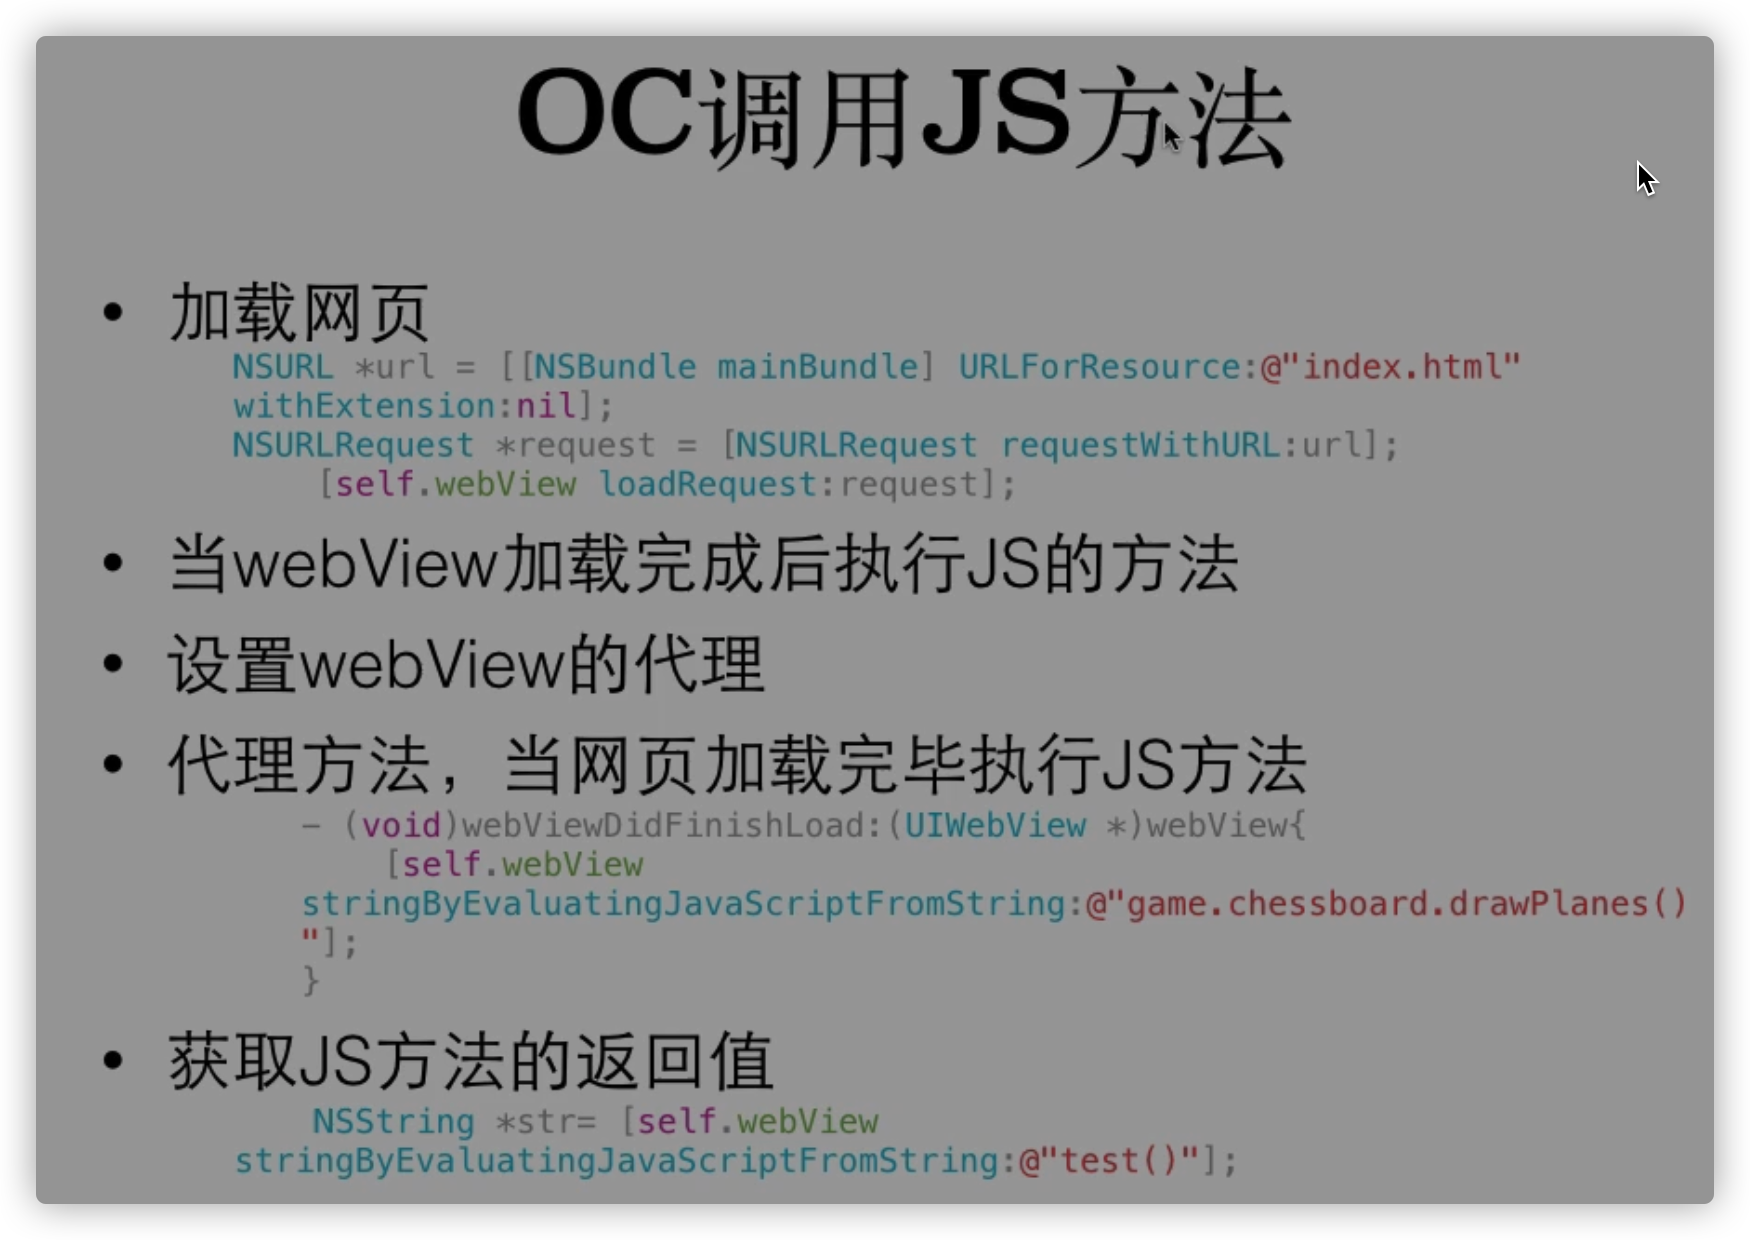 OC调用JS方法
• 加载网页
NSURL *url = [[NSBundle mainBundle] URLForResource:@"index.html"
withExtension:nil];
NSURLRequest *request = [NSURLRequest requestWithURL:url];
[self.webView loadRequest:request];
• 当webView加载完成后执行JS的方法
• 设置webView的代理
• 代理方法，当网页加载完毕执行JS方法
– (void)webViewDidFinishLoad:(UIWebView *)webView{
[self.webView
stringByEvaluatingJavaScriptFromString:@"game.chessboard.drawPlanes()
"];
}
• 获取JS方法的返回值
NSString *str= [self.webView
stringByEvaluatingJavaScriptFromString:@"test()"];